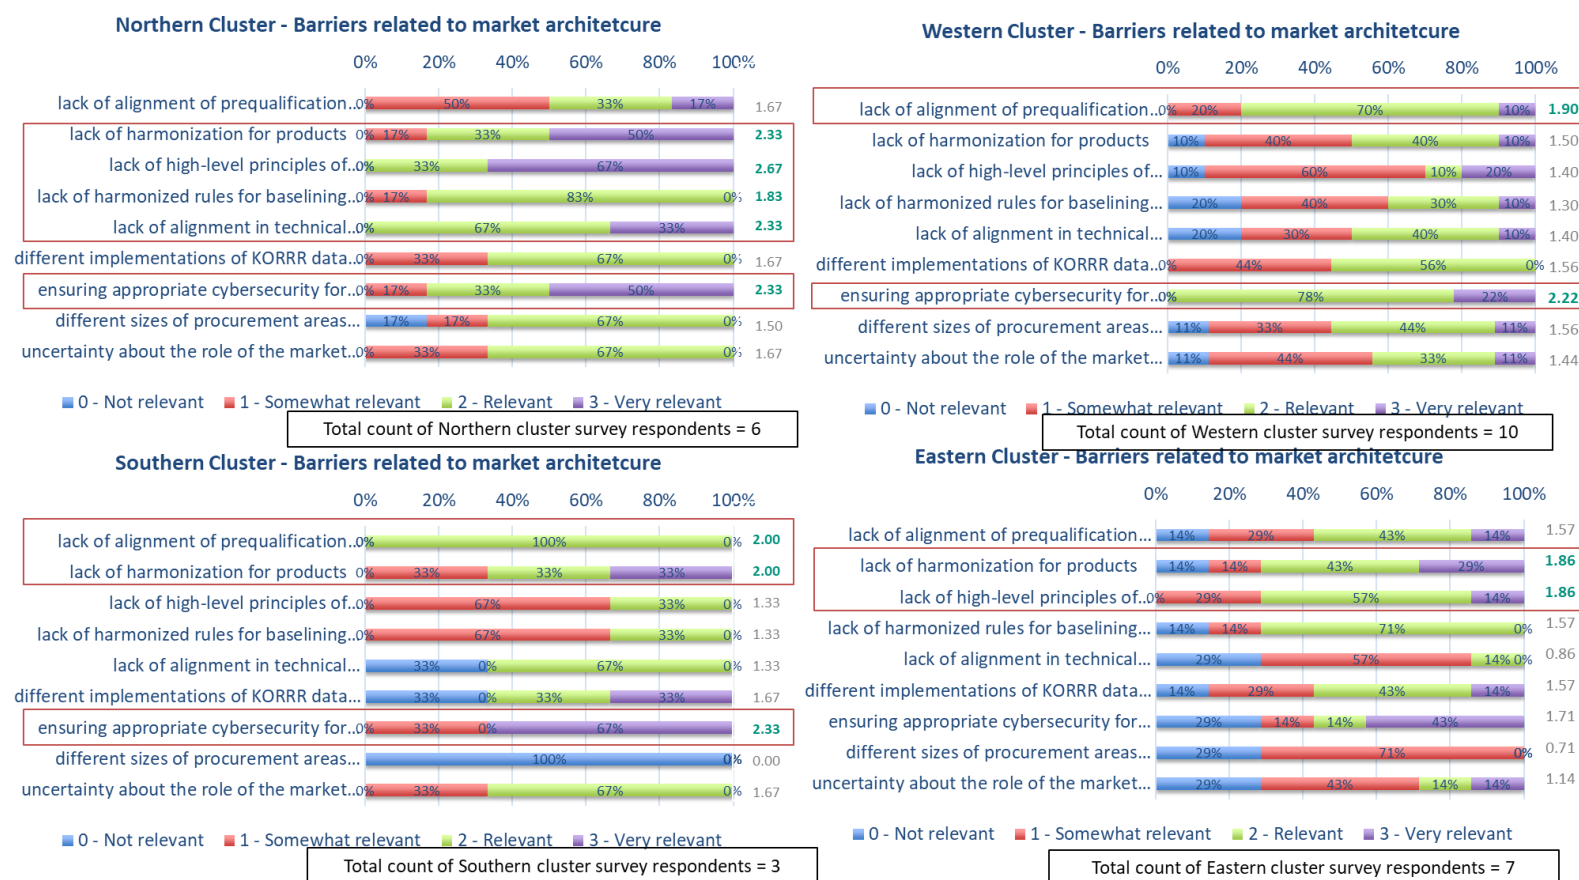 Northern Cluster - Barriers related to market architetcure
0% 20% 40% 60% 80% 100%
lack of alignment of prequalification.. 0% 50% 33% 17% 1.67
lack of harmonization for products 0% 17% 33% 50% 2.33
lack of high-level principles of.. 0% 33% 67% 2.67
lack of harmonized rules for baselining.. 0% 17% 83% 0% 1.83
lack of alignment in technical.. 0% 67% 33% 2.33
different implementations of KORRR data.. 0% 33% 67% 0% 1.67
ensuring appropriate cybersecurity for.. 0% 17% 33% 50% 2.33
different sizes of procurement areas... 17% 17% 67% 0% 1.50
uncertainty about the role of the market.. 0% 33% 67% 0% 1.67
0 - Not relevant 1 - Somewhat relevant 2 - Relevant 3 - Very relevant
Total count of Northern cluster survey respondents = 6
Western Cluster - Barriers related to market architetcure
0% 20% 40% 60% 80% 100%
lack of alignment of prequalification.. 0% 20% 70% 10% 1.90
lack of harmonization for products 10% 40% 40% 10% 1.50
lack of high-level principles of... 10% 60% 10% 20% 1.40
lack of harmonized rules for baselining... 20% 40% 30% 10% 1.30
lack of alignment in technical... 20% 30% 40% 10% 1.40
different implementations of KORRR data.. 0% 44% 56% 0% 1.56
ensuring appropriate cybersecurity for.. 0% 78% 22% 2.22
different sizes of procurement areas... 11% 33% 44% 11% 1.56
uncertainty about the role of the market... 11% 44% 33% 11% 1.44
0 - Not relevant 1 - Somewhat relevant 2 - Relevant 3 - Very relevant
Total count of Western cluster survey respondents = 10
Southern Cluster - Barriers related to market architetcure
0% 20% 40% 60% 80% 100%
lack of alignment of prequalification.. 0% 100% 0% 2.00
lack of harmonization for products 0% 33% 33% 33% 2.00
lack of high-level principles of.. 0% 67% 33% 0% 1.33
lack of harmonized rules for baselining.. 0% 67% 33% 0% 1.33
lack of alignment in technical... 33% 0% 67% 0% 1.33
different implementations of KORRR data... 33% 0% 33% 33% 1.67
ensuring appropriate cybersecurity for.. 0% 33% 0% 67% 2.33
different sizes of procurement areas... 100% 0% 0.00
uncertainty about the role of the market.. 0% 33% 67% 0% 1.67
0 - Not relevant 1 - Somewhat relevant 2 - Relevant 3 - Very relevant
Total count of Southern cluster survey respondents = 3
Eastern Cluster - Barriers related to market architetcure
0% 20% 40% 60% 80% 100%
lack of alignment of prequalification... 14% 29% 43% 14% 1.57
lack of harmonization for products 14% 14% 43% 29% 1.86
lack of high-level principles of.. 0% 29% 57% 14% 1.86
lack of harmonized rules for baselining... 14% 14% 71% 0% 1.57
lack of alignment in technical... 29% 57% 14% 0% 0.86
different implementations of KORRR data... 14% 29% 43% 14% 1.57
ensuring appropriate cybersecurity for... 29% 14% 14% 43% 1.71
different sizes of procurement areas... 29% 71% 0% 0.71
uncertainty about the role of the market... 29% 43% 14% 14% 1.14
0 - Not relevant 1 - Somewhat relevant 2 - Relevant 3 - Very relevant
Total count of Eastern cluster survey respondents = 7